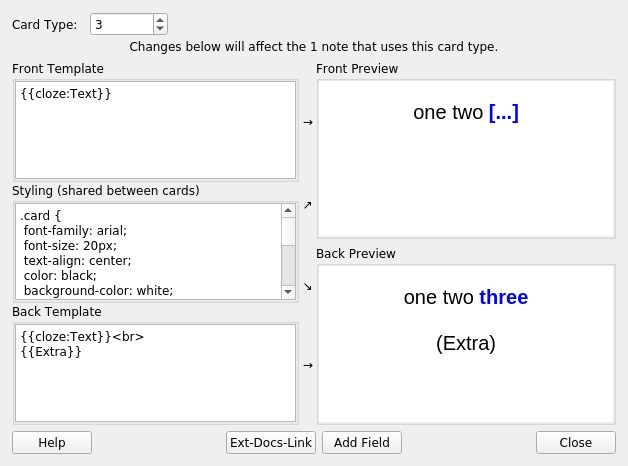 Card Type:
3
Changes below will affect the 1 note that uses this card type.
Front Template
{{cloze:Text}}
Styling (shared between cards)
.card {
font-family: arial;
font-size: 20px;
text-align: center;
color: black;
background-color: white;
Back Template
{{cloze:Text}}<br>
{{Extra}}
→
↗
↘
→
Front Preview
one two [...]
Back Preview
one two three
(Extra)
Help
Ext-Docs-Link
Add Field
Close